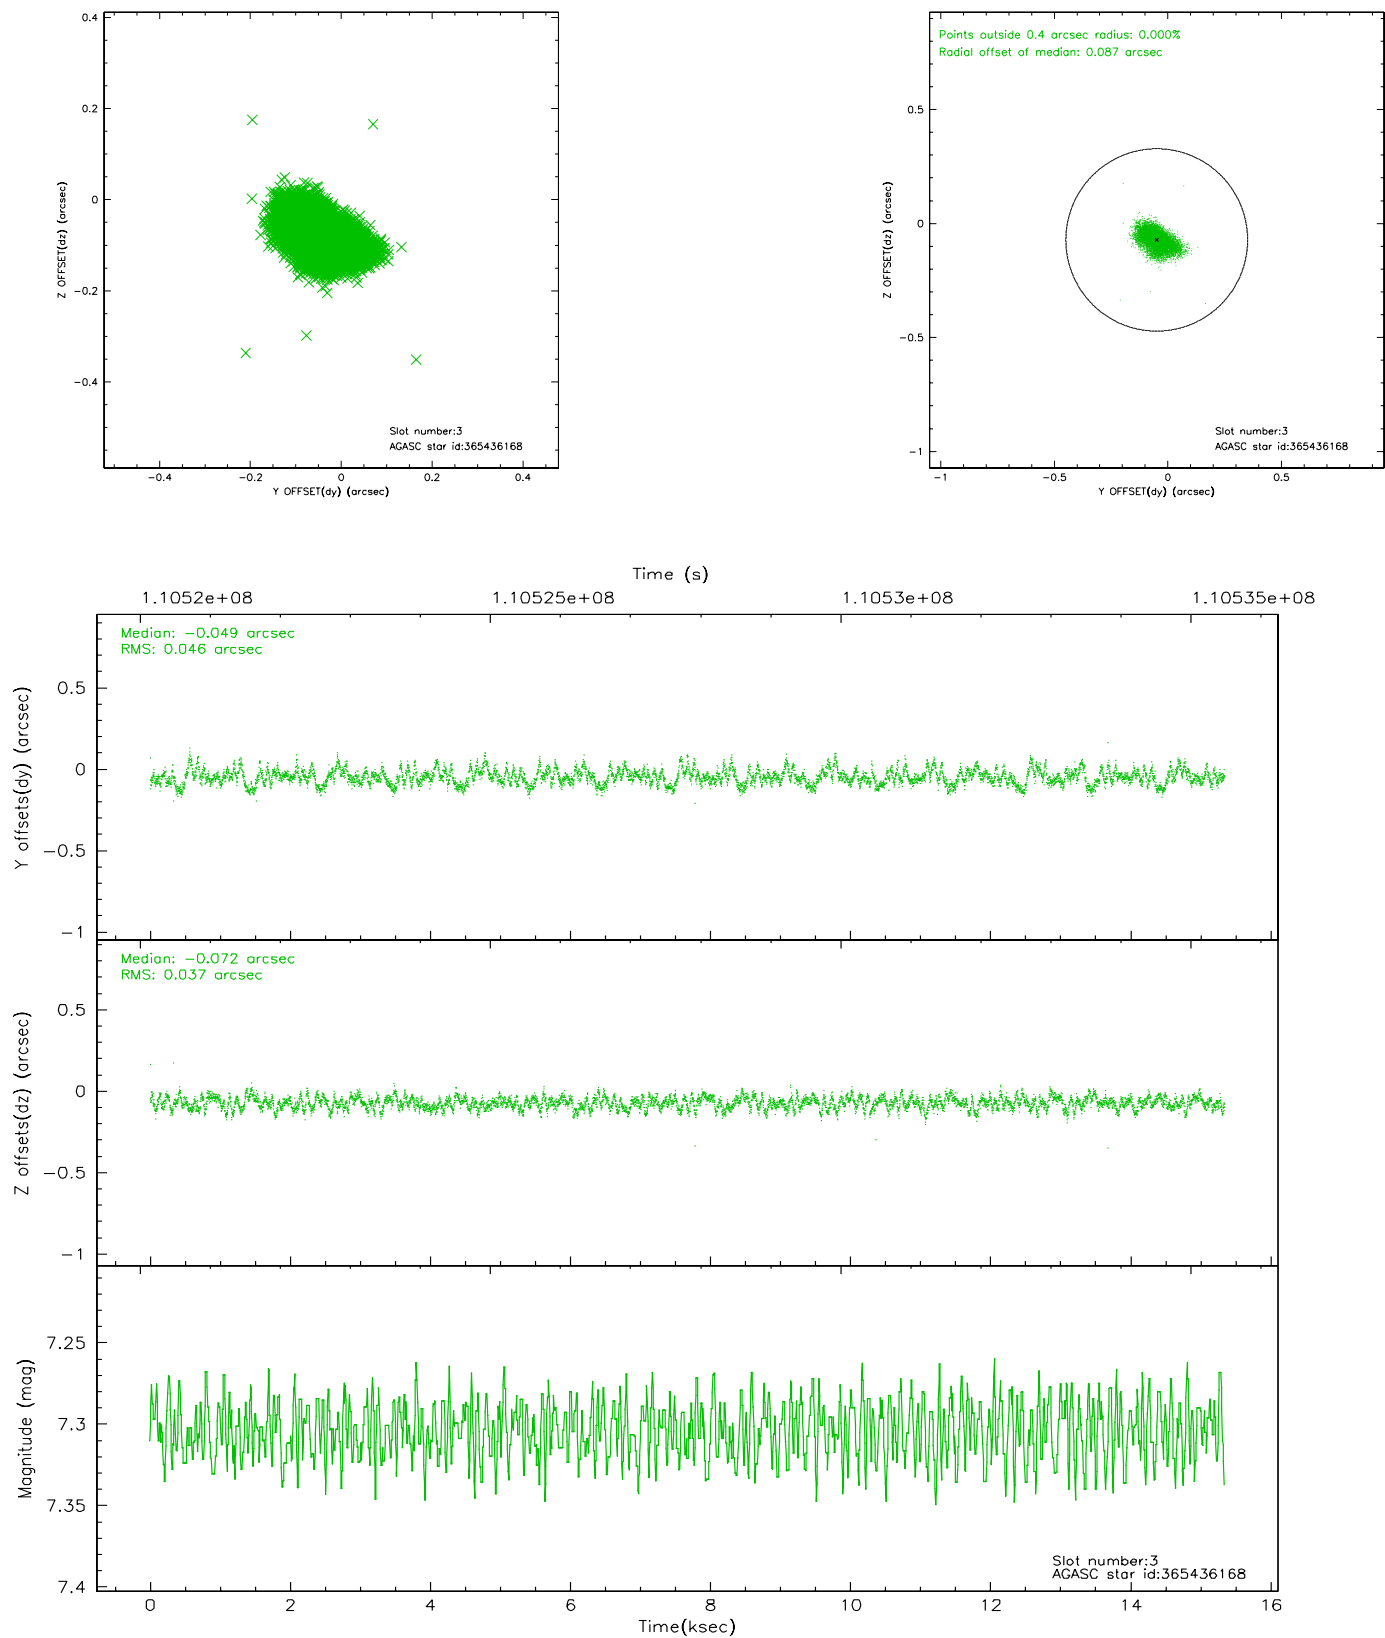 0.4
0.2
0
−0.2
−0.4
Z OFFSET(dz) (arcsec)
Slot number:3
AGASC star id:365436168
−0.4 −0.2 0 0.2 0.4
Y OFFSET(dy) (arcsec)
Points outside 0.4 arcsec radius: 0.000%
Radial offset of median: 0.087 arcsec
0.5
0
−0.5
−1
Z OFFSET(dz) (arcsec)
Slot number:3
AGASC star id:365436168
−1 −0.5 0 0.5
Y OFFSET(dy) (arcsec)
Time (s)
1.1052e+08 1.10525e+08 1.1053e+08 1.10535e+08
Median: −0.049 arcsec
RMS: 0.046 arcsec
0.5
0
−0.5
−1
Y offsets(dy) (arcsec)
Median: −0.072 arcsec
RMS: 0.037 arcsec
0.5
0
−0.5
−1
Z offsets(dz) (arcsec)
7.25
7.3
7.35
7.4
Magnitude (mag)
Slot number:3
AGASC star id:365436168
0 2 4 6 8 10 12 14 16
Time(ksec)